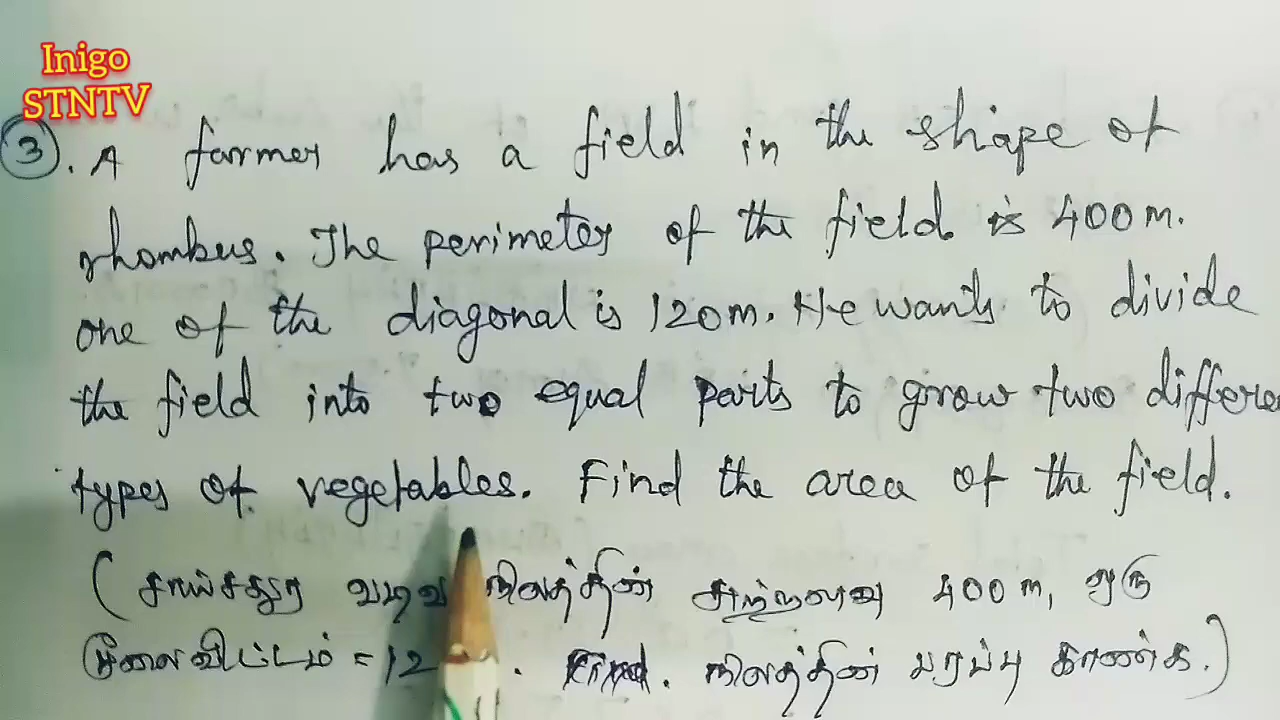 Inigo
STNTV
3. A farmer has a field in the shape of
rhombus. The perimeter of the field. is 400m.
one of the diagonal is 120m. He wants to divide
the field into two equal parts to grow two differe
types of vegetables. Find the area of the field.
(சாய்சதுர வடிவ நிலத்தின் சுற்றளவு 400m, ஒரு
மூலைவிட்டம் = 12 . நிலத்தின் பரப்பு காண்க.)